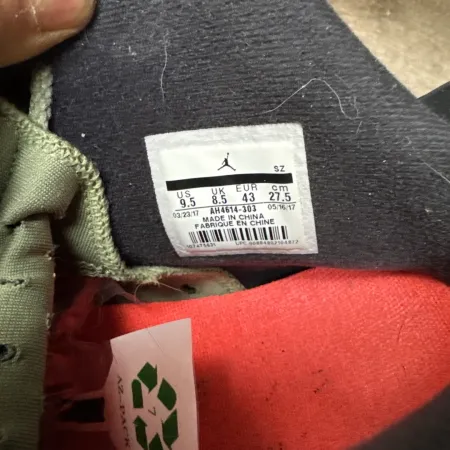 SZ
US UK EUR cm
9.5 8.5 43 27.5
03/23/17 AH4614-303 05/16/17
MADE IN CHINA
FABRIQUE EN CHINE